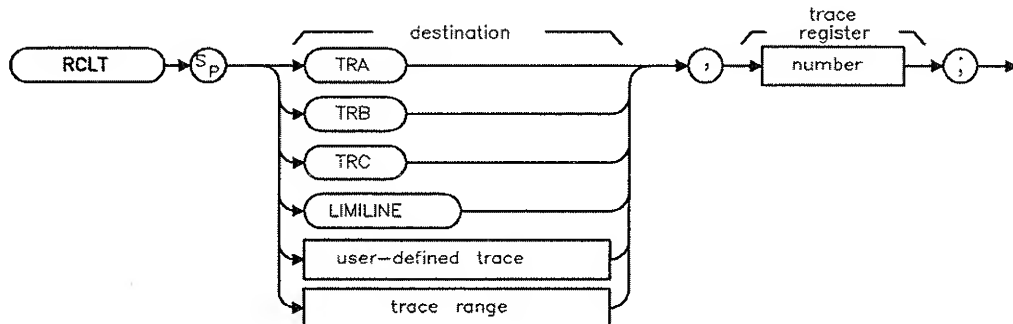 destination
trace
register
RCLT
SP
TRA
,
number
;
TRB
TRC
LIMILINE
user-defined trace
trace range